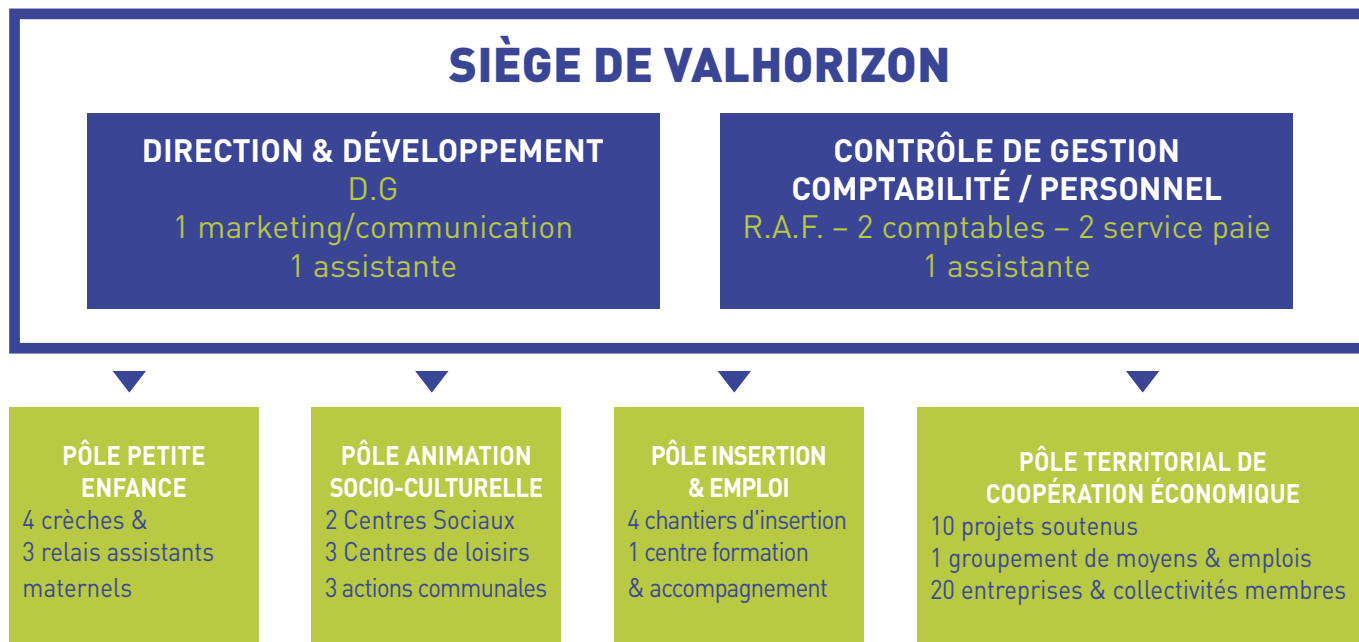 SIÈGE DE VALHORIZON
DIRECTION & DÉVELOPPEMENT
D.G
1 marketing/communication
1 assistante
CONTRÔLE DE GESTION
COMPTABILITÉ / PERSONNEL
R.A.F. – 2 comptables – 2 service paie
1 assistante
PÔLE PETITE
ENFANCE
4 crèches &
3 relais assistants
maternels
PÔLE ANIMATION
SOCIO-CULTURELLE
2 Centres Sociaux
3 Centres de loisirs
3 actions communales
PÔLE INSERTION
& EMPLOI
4 chantiers d'insertion
1 centre formation
& accompagnement
PÔLE TERRITORIAL DE
COOPÉRATION ÉCONOMIQUE
10 projets soutenus
1 groupement de moyens & emplois
20 entreprises & collectivités membres